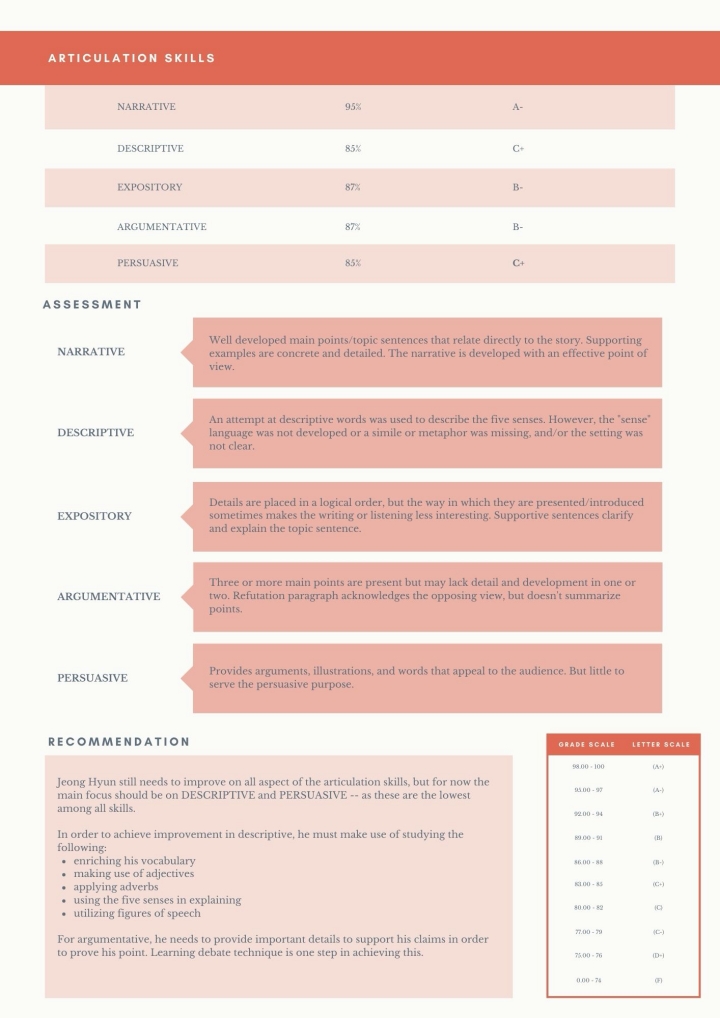 ARTICULATION SKILLS
NARRATIVE 95% A-
DESCRIPTIVE 85% C+
EXPOSITORY 87% B-
ARGUMENTATIVE 87% B-
PERSUASIVE 85% C+
ASSESSMENT
NARRATIVE
Well developed main points/topic sentences that relate directly to the story. Supporting
examples are concrete and detailed. The narrative is developed with an effective point of
view.
DESCRIPTIVE
An attempt at descriptive words was used to describe the five senses. However, the "sense"
language was not developed or a simile or metaphor was missing, and/or the setting was
not clear.
EXPOSITORY
Details are placed in a logical order, but the way in which they are presented/introduced
sometimes makes the writing or listening less interesting. Supportive sentences clarify
and explain the topic sentence.
ARGUMENTATIVE
Three or more main points are present but may lack detail and development in one or
two. Refutation paragraph acknowledges the opposing view, but doesn't summarize
points.
PERSUASIVE
Provides arguments, illustrations, and words that appeal to the audience. But little to
serve the persuasive purpose.
RECOMMENDATION
Jeong Hyun still needs to improve on all aspect of the articulation skills, but for now the
main focus should be on DESCRIPTIVE and PERSUASIVE -- as these are the lowest
among all skills.
In order to achieve improvement in descriptive, he must make use of studying the
following:
• enriching his vocabulary
• making use of adjectives
• applying adverbs
• using the five senses in explaining
• utilizing figures of speech
For argumentative, he needs to provide important details to support his claims in order
to prove his point. Learning debate technique is one step in achieving this.
GRADE SCALE LETTER SCALE
98.00 - 100 (A+)
95.00 - 97 (A-)
92.00 - 94 (B+)
89.00 - 91 (B)
86.00 - 88 (B-)
83.00 - 85 (C+)
80.00 - 82 (C)
77.00 - 79 (C-)
75.00 - 76 (D+)
0.00 - 74 (F)